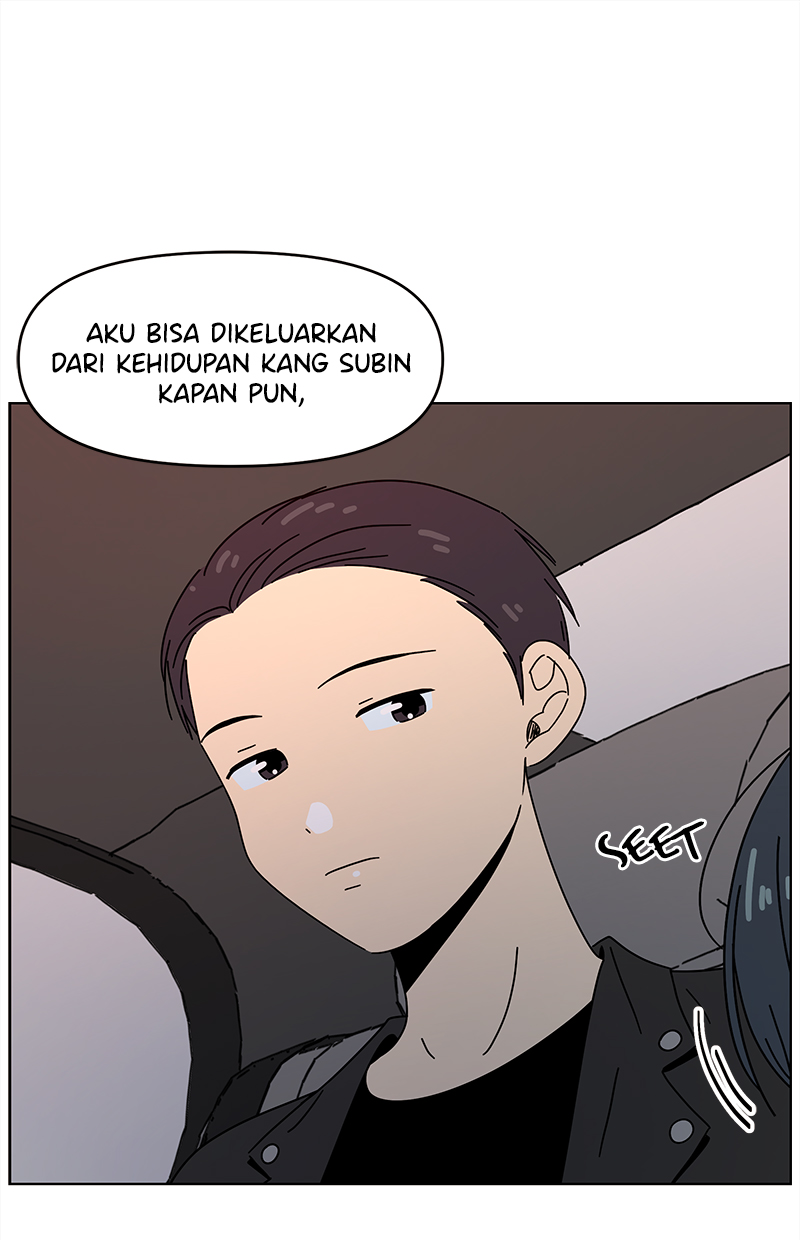 AKU BISA DIKELUARKAN
DARI KEHIDUPAN KANG SUBIN
KAPAN PUN,
SEET